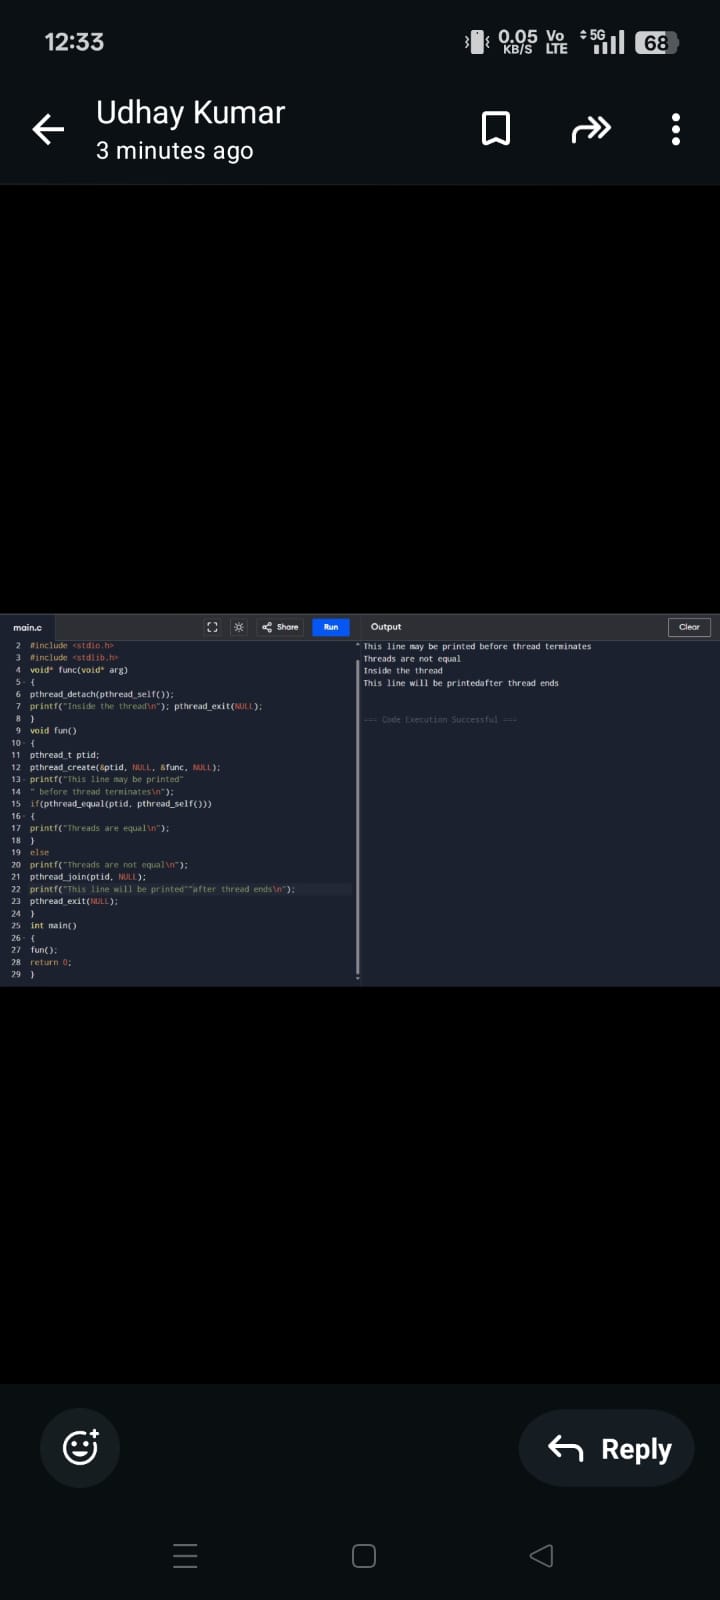 12:33 0.05 KB/S Vo LTE 5G 68
Udhay Kumar
3 minutes ago
main.c Share Run Output Clear
2 #include <stdio.h>
3 #include <stdlib.h>
4 void* func(void* arg)
5 {
6 pthread_detach(pthread_self());
7 printf("Inside the thread\n"); pthread_exit(NULL);
8 }
9 void fun()
10 {
11 pthread_t ptid;
12 pthread_create(&ptid, NULL, &func, NULL);
13 printf("This line may be printed"
14 " before thread terminates\n");
15 if(pthread_equal(ptid, pthread_self()))
16 {
17 printf("Threads are equal\n");
18 }
19 else
20 printf("Threads are not equal\n");
21 pthread_join(ptid, NULL);
22 printf("This line will be printed""after thread ends\n");
23 pthread_exit(NULL);
24 }
25 int main()
26 {
27 fun();
28 return 0;
29 }
This line may be printed before thread terminates
Threads are not equal
Inside the thread
This line will be printedafter thread ends
=== Code Execution Successful ===
Reply